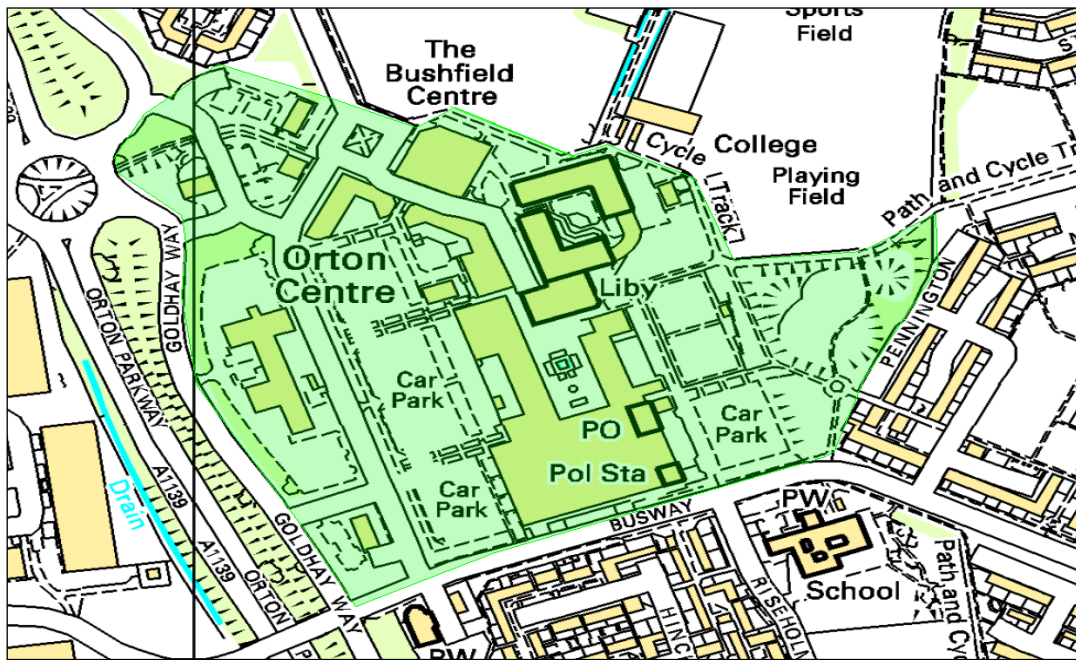 Sports
Field
The
Bushfield
Centre
Cycle
Track
College
Playing
Field
Path and Cycle Tr
GOLDHAY WAY
Orton
Centre
Liby
PENNINGTON
ORTON PARKWAY
Car
Park
Car
Park
PO
Pol Sta
Car
Park
A1139
Drain
GOLDHAY WAY
A1139
ORTON
BUSWAY
PW
School
RISEHOLM
HINC
Path and Cy
PW